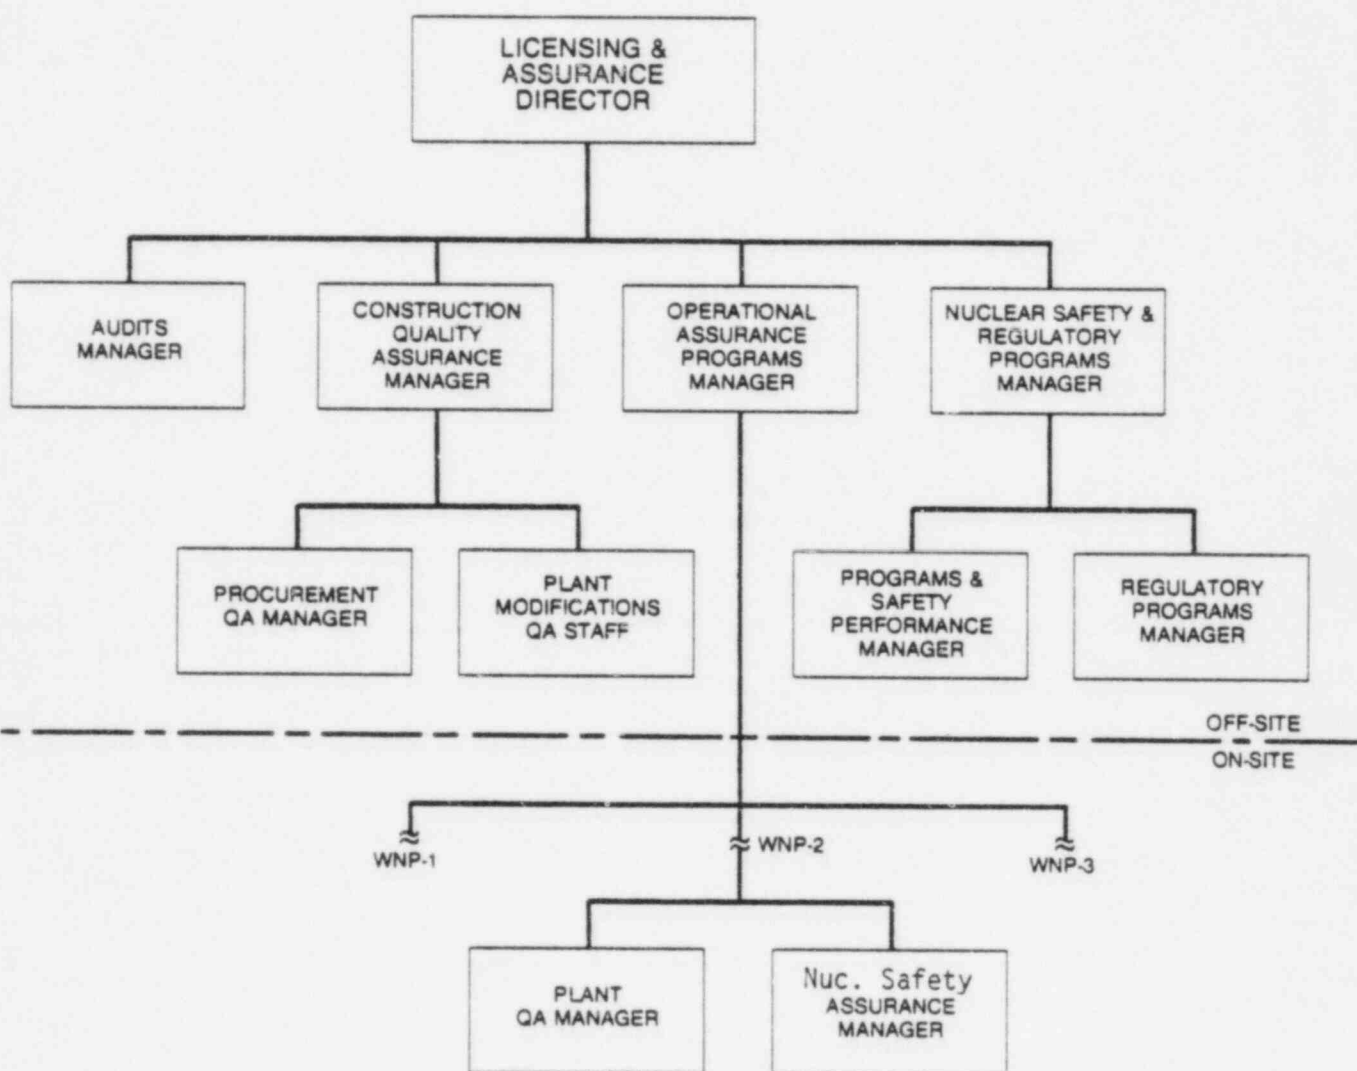 LICENSING &
ASSURANCE
DIRECTOR
AUDITS
MANAGER
CONSTRUCTION
QUALITY
ASSURANCE
MANAGER
OPERATIONAL
ASSURANCE
PROGRAMS
MANAGER
NUCLEAR SAFETY &
REGULATORY
PROGRAMS
MANAGER
PROCUREMENT
QA MANAGER
PLANT
MODIFICATIONS
QA STAFF
PROGRAMS &
SAFETY
PERFORMANCE
MANAGER
REGULATORY
PROGRAMS
MANAGER
OFF-SITE
ON-SITE
WNP-1
WNP-2
WNP-3
PLANT
QA MANAGER
Nuc. Safety
ASSURANCE
MANAGER